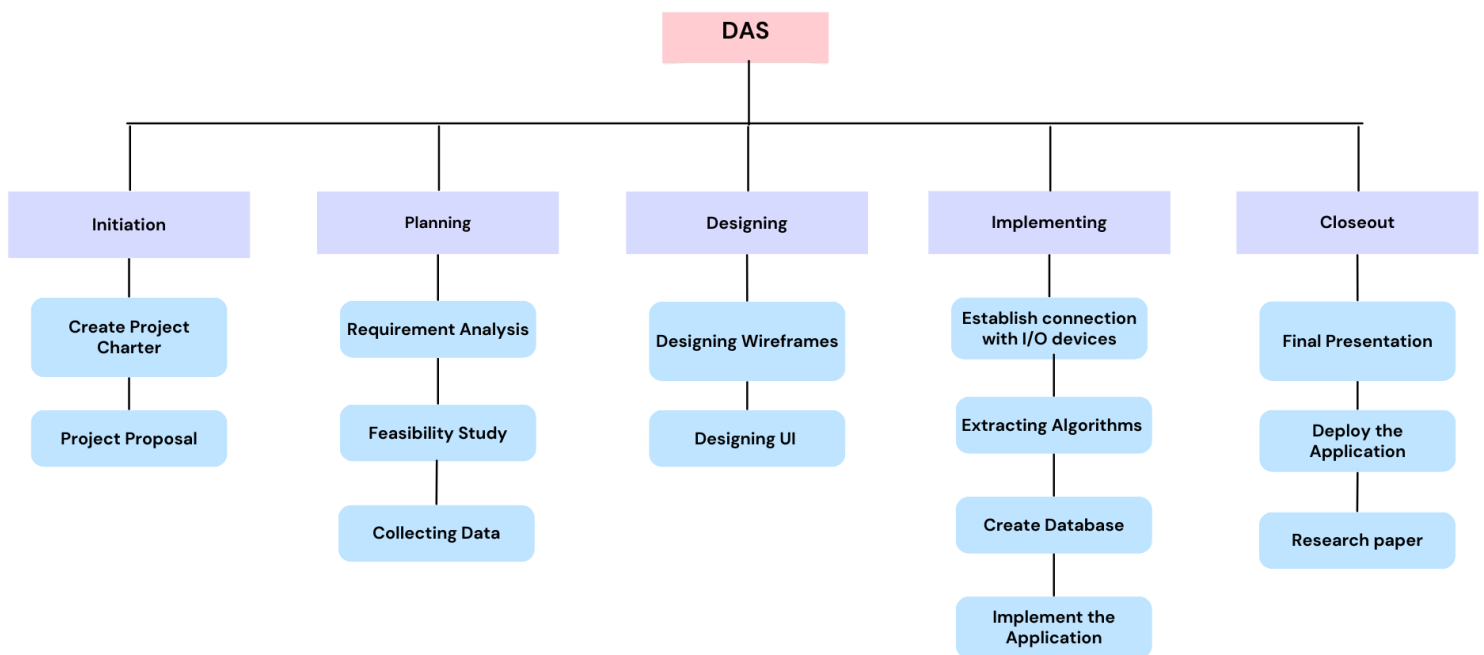 DAS
Initiation
Planning
Designing
Implementing
Closeout
Create Project
Charter
Project Proposal
Requirement Analysis
Feasibility Study
Collecting Data
Designing Wireframes
Designing UI
Establish connection
with I/O devices
Extracting Algorithms
Create Database
Implement the
Application
Final Presentation
Deploy the
Application
Research paper